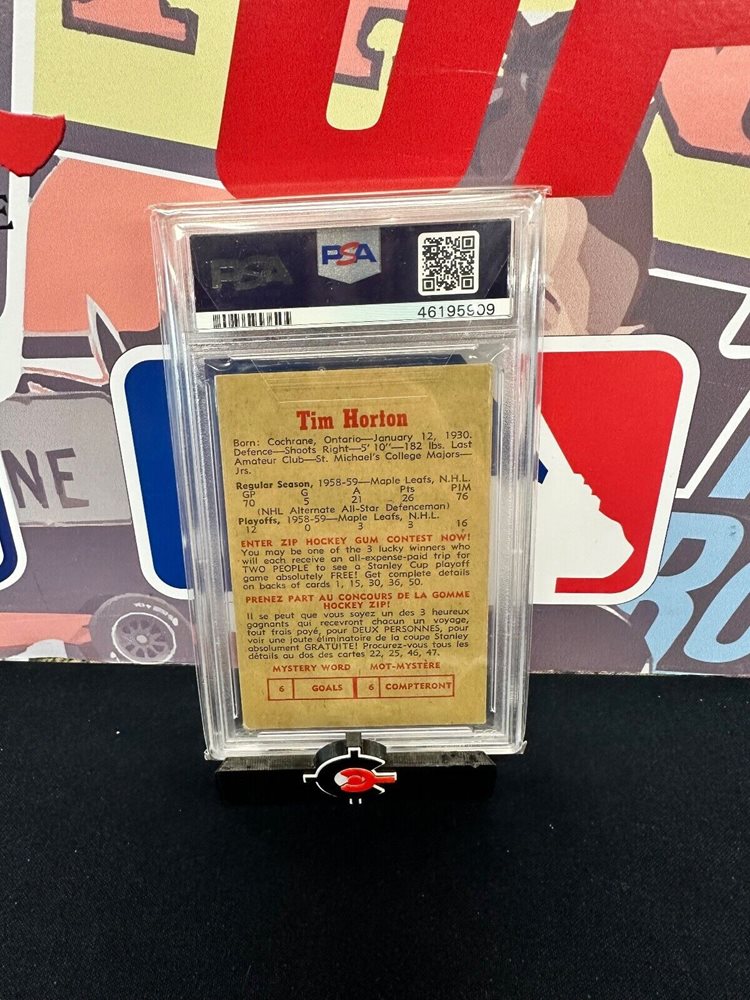 PSA
PSA
46195909
Tim Horton
Born: Cochrane, Ontario—January 12, 1930.
Defence—Shoots Right—5' 10"—182 lbs. Last
Amateur Club—St. Michael's College Majors—
Jrs.
Regular Season, 1958-59—Maple Leafs, N.H.L.
GP G A Pts PIM
70 5 21 26 76
(NHL Alternate All-Star Defenceman)
Playoffs, 1958-59—Maple Leafs, N.H.L.
12 0 3 3 16
ENTER ZIP HOCKEY GUM CONTEST NOW!
You may be one of the 3 lucky winners who
will each receive an all-expense-paid trip for
TWO PEOPLE to see a Stanley Cup playoff
game absolutely FREE! Get complete details
on backs of cards 1, 15, 30, 36, 50.
PRENEZ PART AU CONCOURS DE LA GOMME
HOCKEY ZIP!
Il se peut que vous soyez un des 3 heureux
gagnants qui recevront chacun un voyage,
tout frais payé, pour DEUX PERSONNES, pour
voir une joute éliminatoire de la coupe Stanley
absolument GRATUITE! Procurez-vous tous les
détails au dos des cartes 22, 25, 46, 47.
MYSTERY WORD MOT-MYSTÈRE
6 GOALS 6 COMPTERONT
NE